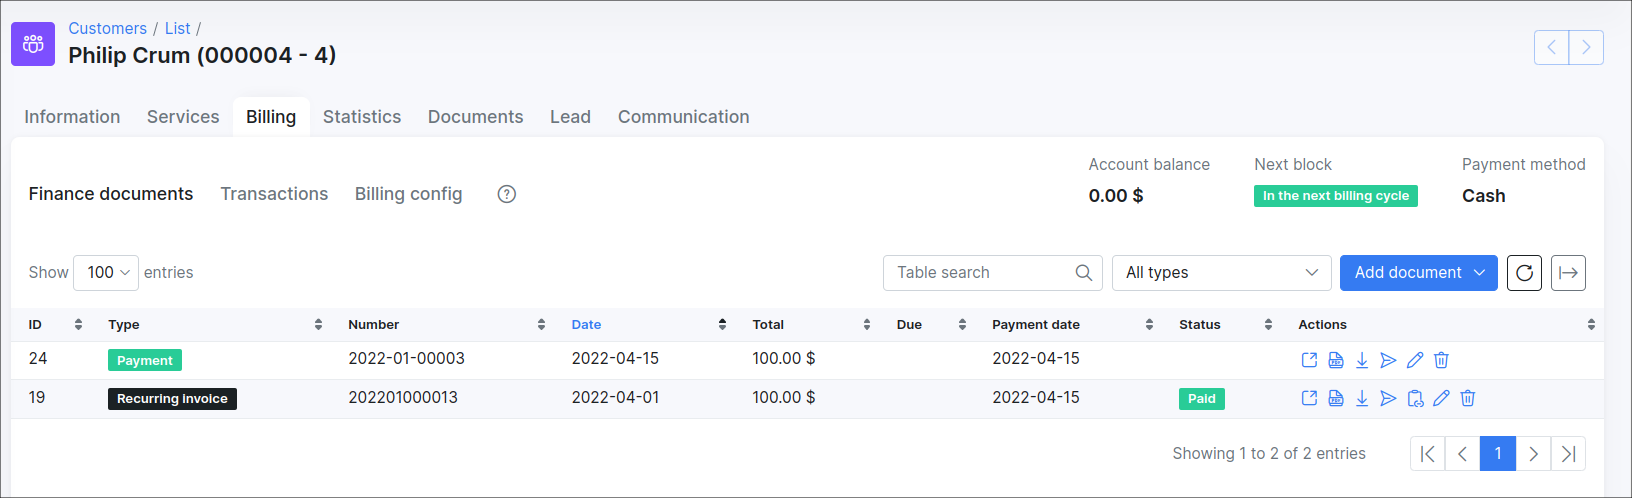 Customers / List /
Philip Crum (000004 - 4)
Information Services Billing Statistics Documents Lead Communication
Account balance Next block Payment method
Finance documents Transactions Billing config ?
0.00 $ In the next billing cycle Cash
Show 100 entries Table search All types Add document
ID Type Number Date Total Due Payment date Status Actions
24 Payment 2022-01-00003 2022-04-15 100.00 $ 2022-04-15
19 Recurring invoice 202201000013 2022-04-01 100.00 $ 2022-04-15 Paid
Showing 1 to 2 of 2 entries 1